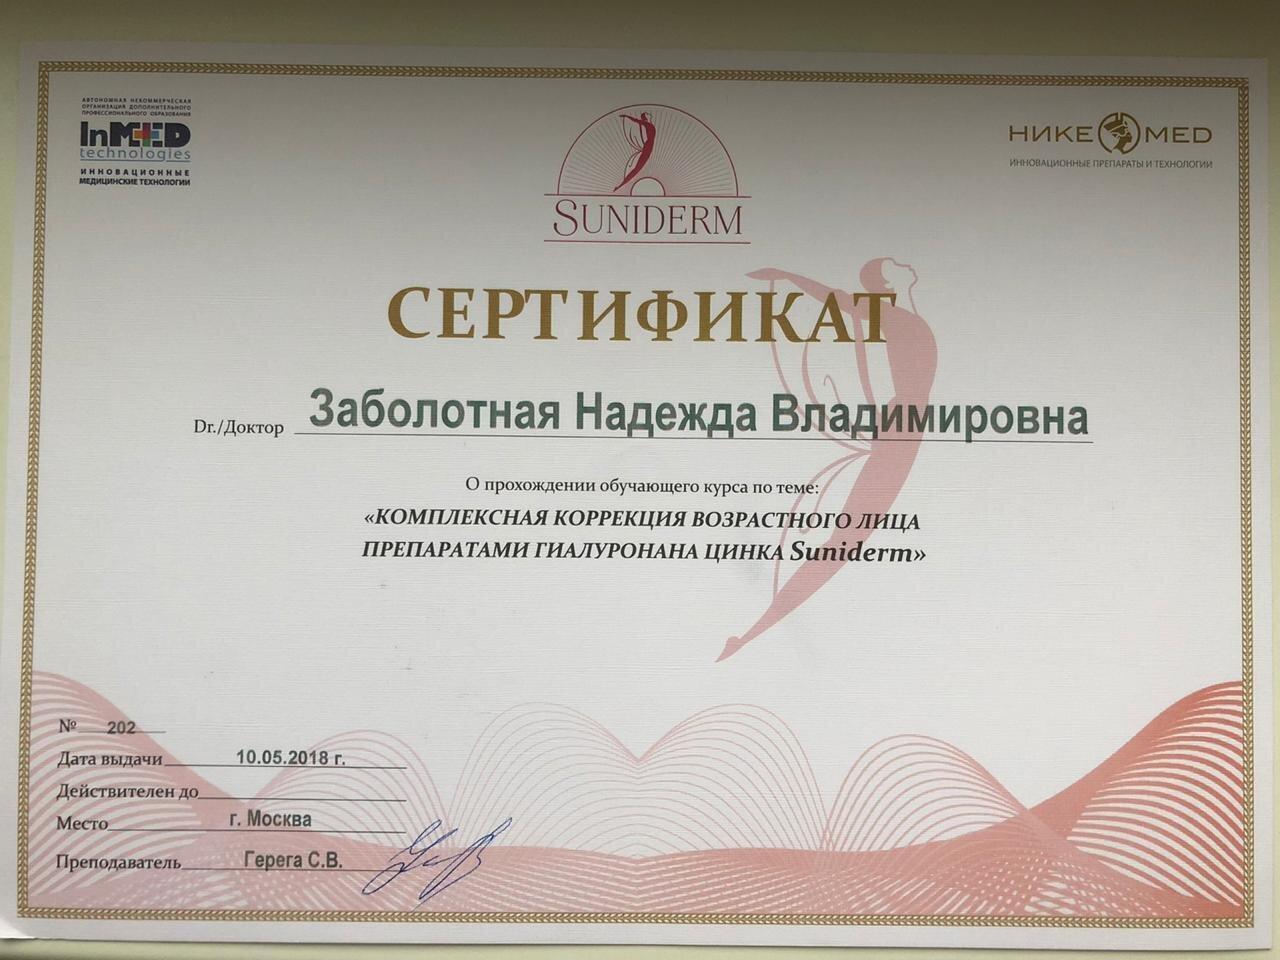 АВТОНОМНАЯ НЕКОММЕРЧЕСКАЯ
ОРГАНИЗАЦИЯ ДОПОЛНИТЕЛЬНОГО
ПРОФЕССИОНАЛЬНОГО ОБРАЗОВАНИЯ
InMED
technologies
ИННОВАЦИОННЫЕ
МЕДИЦИНСКИЕ ТЕХНОЛОГИИ
SUNIDERM
НИКЕ MED
ИННОВАЦИОННЫЕ ПРЕПАРАТЫ И ТЕХНОЛОГИИ
СЕРТИФИКАТ
Dr./Доктор Заболотная Надежда Владимировна
О прохождении обучающего курса по теме:
«КОМПЛЕКСНАЯ КОРРЕКЦИЯ ВОЗРАСТНОГО ЛИЦА
ПРЕПАРАТАМИ ГИАЛУРОНАНА ЦИНКА Suniderm»
№ 202
Дата выдачи 10.05.2018 г.
Действителен до
Место г. Москва
Преподаватель Герега С.В.